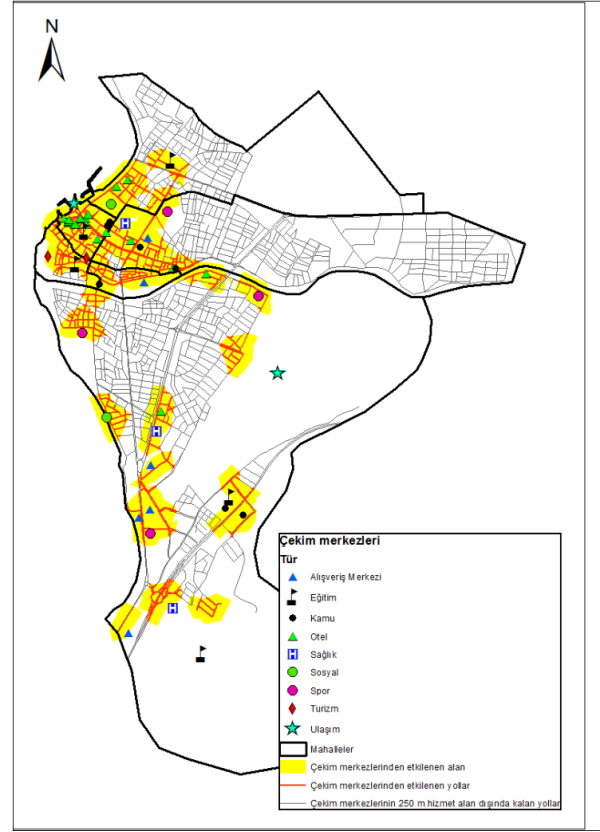 N
Çekim merkezleri
Tür
Alışveriş Merkezi
Eğitim
Kamu
Otel
H Sağlık
Sosyal
Spor
Turizm
Ulaşım
Mahalleler
Çekim merkezlerinden etkilenen alan
Çekim merkezlerinden etkilenen yollar
Çekim merkezlerinin 250 m hizmet alan dışında kalan yollar
H
H
H